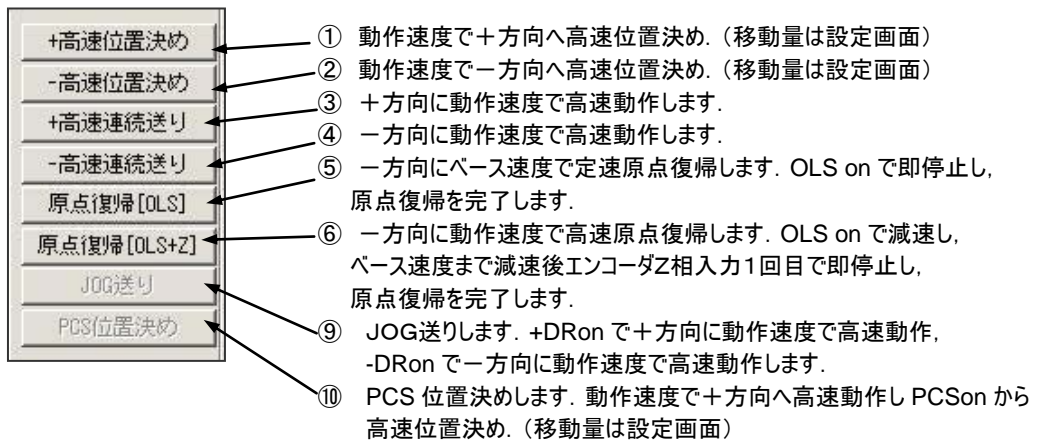 +高速位置決め
-高速位置決め
+高速連続送り
-高速連続送り
原点復帰[OLS]
原点復帰[OLS+Z]
JOG送り
PCS位置決め
① 動作速度で＋方向へ高速位置決め．（移動量は設定画面）
② 動作速度で－方向へ高速位置決め．（移動量は設定画面）
③ ＋方向に動作速度で高速動作します．
④ －方向に動作速度で高速動作します．
⑤ －方向にベース速度で定速原点復帰します．OLS on で即停止し，
原点復帰を完了します．
⑥ －方向に動作速度で高速原点復帰します．OLS on で減速し，
ベース速度まで減速後エンコーダZ相入力１回目で即停止し，
原点復帰を完了します．
⑨ JOG送りします．+DRon で＋方向に動作速度で高速動作，
-DRon で－方向に動作速度で高速動作します．
⑩ PCS 位置決めします．動作速度で＋方向へ高速動作し PCSon から
高速位置決め．（移動量は設定画面）